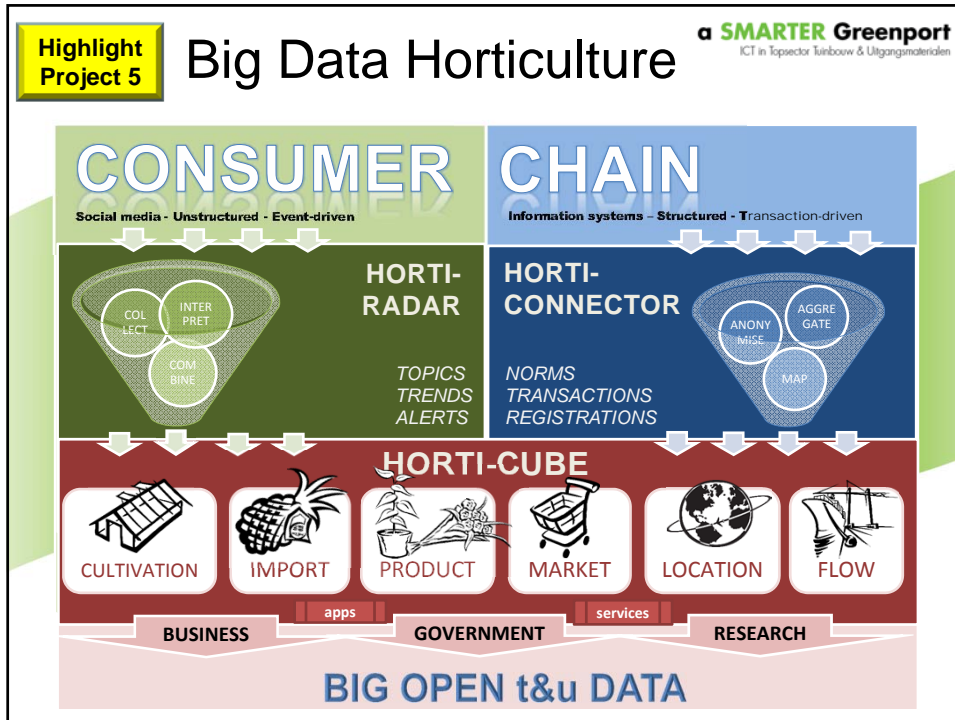 Highlight
Project 5
Big Data Horticulture
a SMARTER Greenport
ICT in Topsector Tuinbouw & Uitgangsmaterialen
CONSUMER
Social media - Unstructured - Event-driven
CHAIN
Information systems – Structured - Transaction-driven
HORTI-
RADAR
COL
LECT
INTER
PRET
COM
BINE
TOPICS
TRENDS
ALERTS
HORTI-
CONNECTOR
ANONY
MISE
AGGRE
GATE
MAP
NORMS
TRANSACTIONS
REGISTRATIONS
HORTI-CUBE
CULTIVATION
IMPORT
PRODUCT
MARKET
LOCATION
FLOW
apps
services
BUSINESS
GOVERNMENT
RESEARCH
BIG OPEN t&u DATA